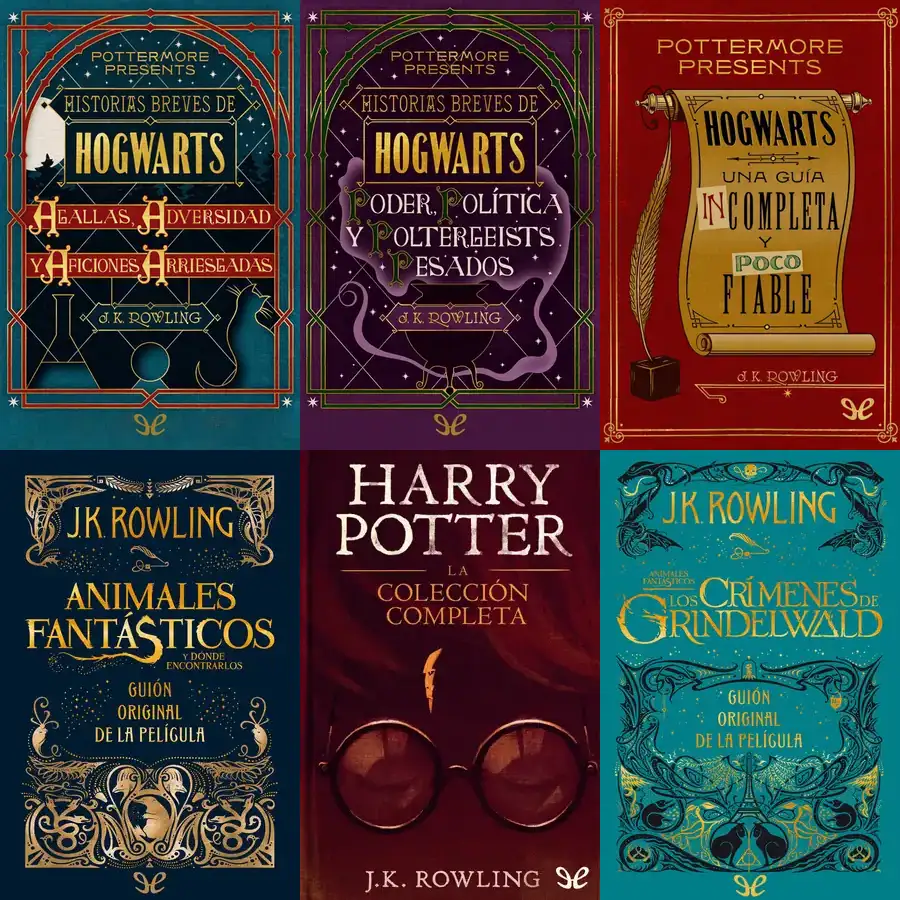 POTTERMORE
PRESENTS
HISTORIAS BREVES DE
HOGWARTS
AGALLAS, ADVERSIDAD
Y AFICIONES ARRIESGADAS
J.K. ROWLING
POTTERMORE
PRESENTS
HISTORIAS BREVES DE
HOGWARTS
PODER, POLÍTICA
Y POLTERGEISTS
PESADOS
J.K. ROWLING
POTTERMORE
PRESENTS
HOGWARTS
UNA GUÍA
INCOMPLETA
Y
POCO
FIABLE
J.K. ROWLING
J.K. ROWLING
ANIMALES
FANTÁSTICOS
Y DÓNDE
ENCONTRARLOS
GUIÓN
ORIGINAL
DE LA PELÍCULA
HARRY
POTTER
LA
COLECCIÓN
COMPLETA
J.K. ROWLING
J.K. ROWLING
ANIMALES
FANTÁSTICOS
LOS CRÍMENES DE
GRINDELWALD
GUIÓN
ORIGINAL
DE LA PELÍCULA